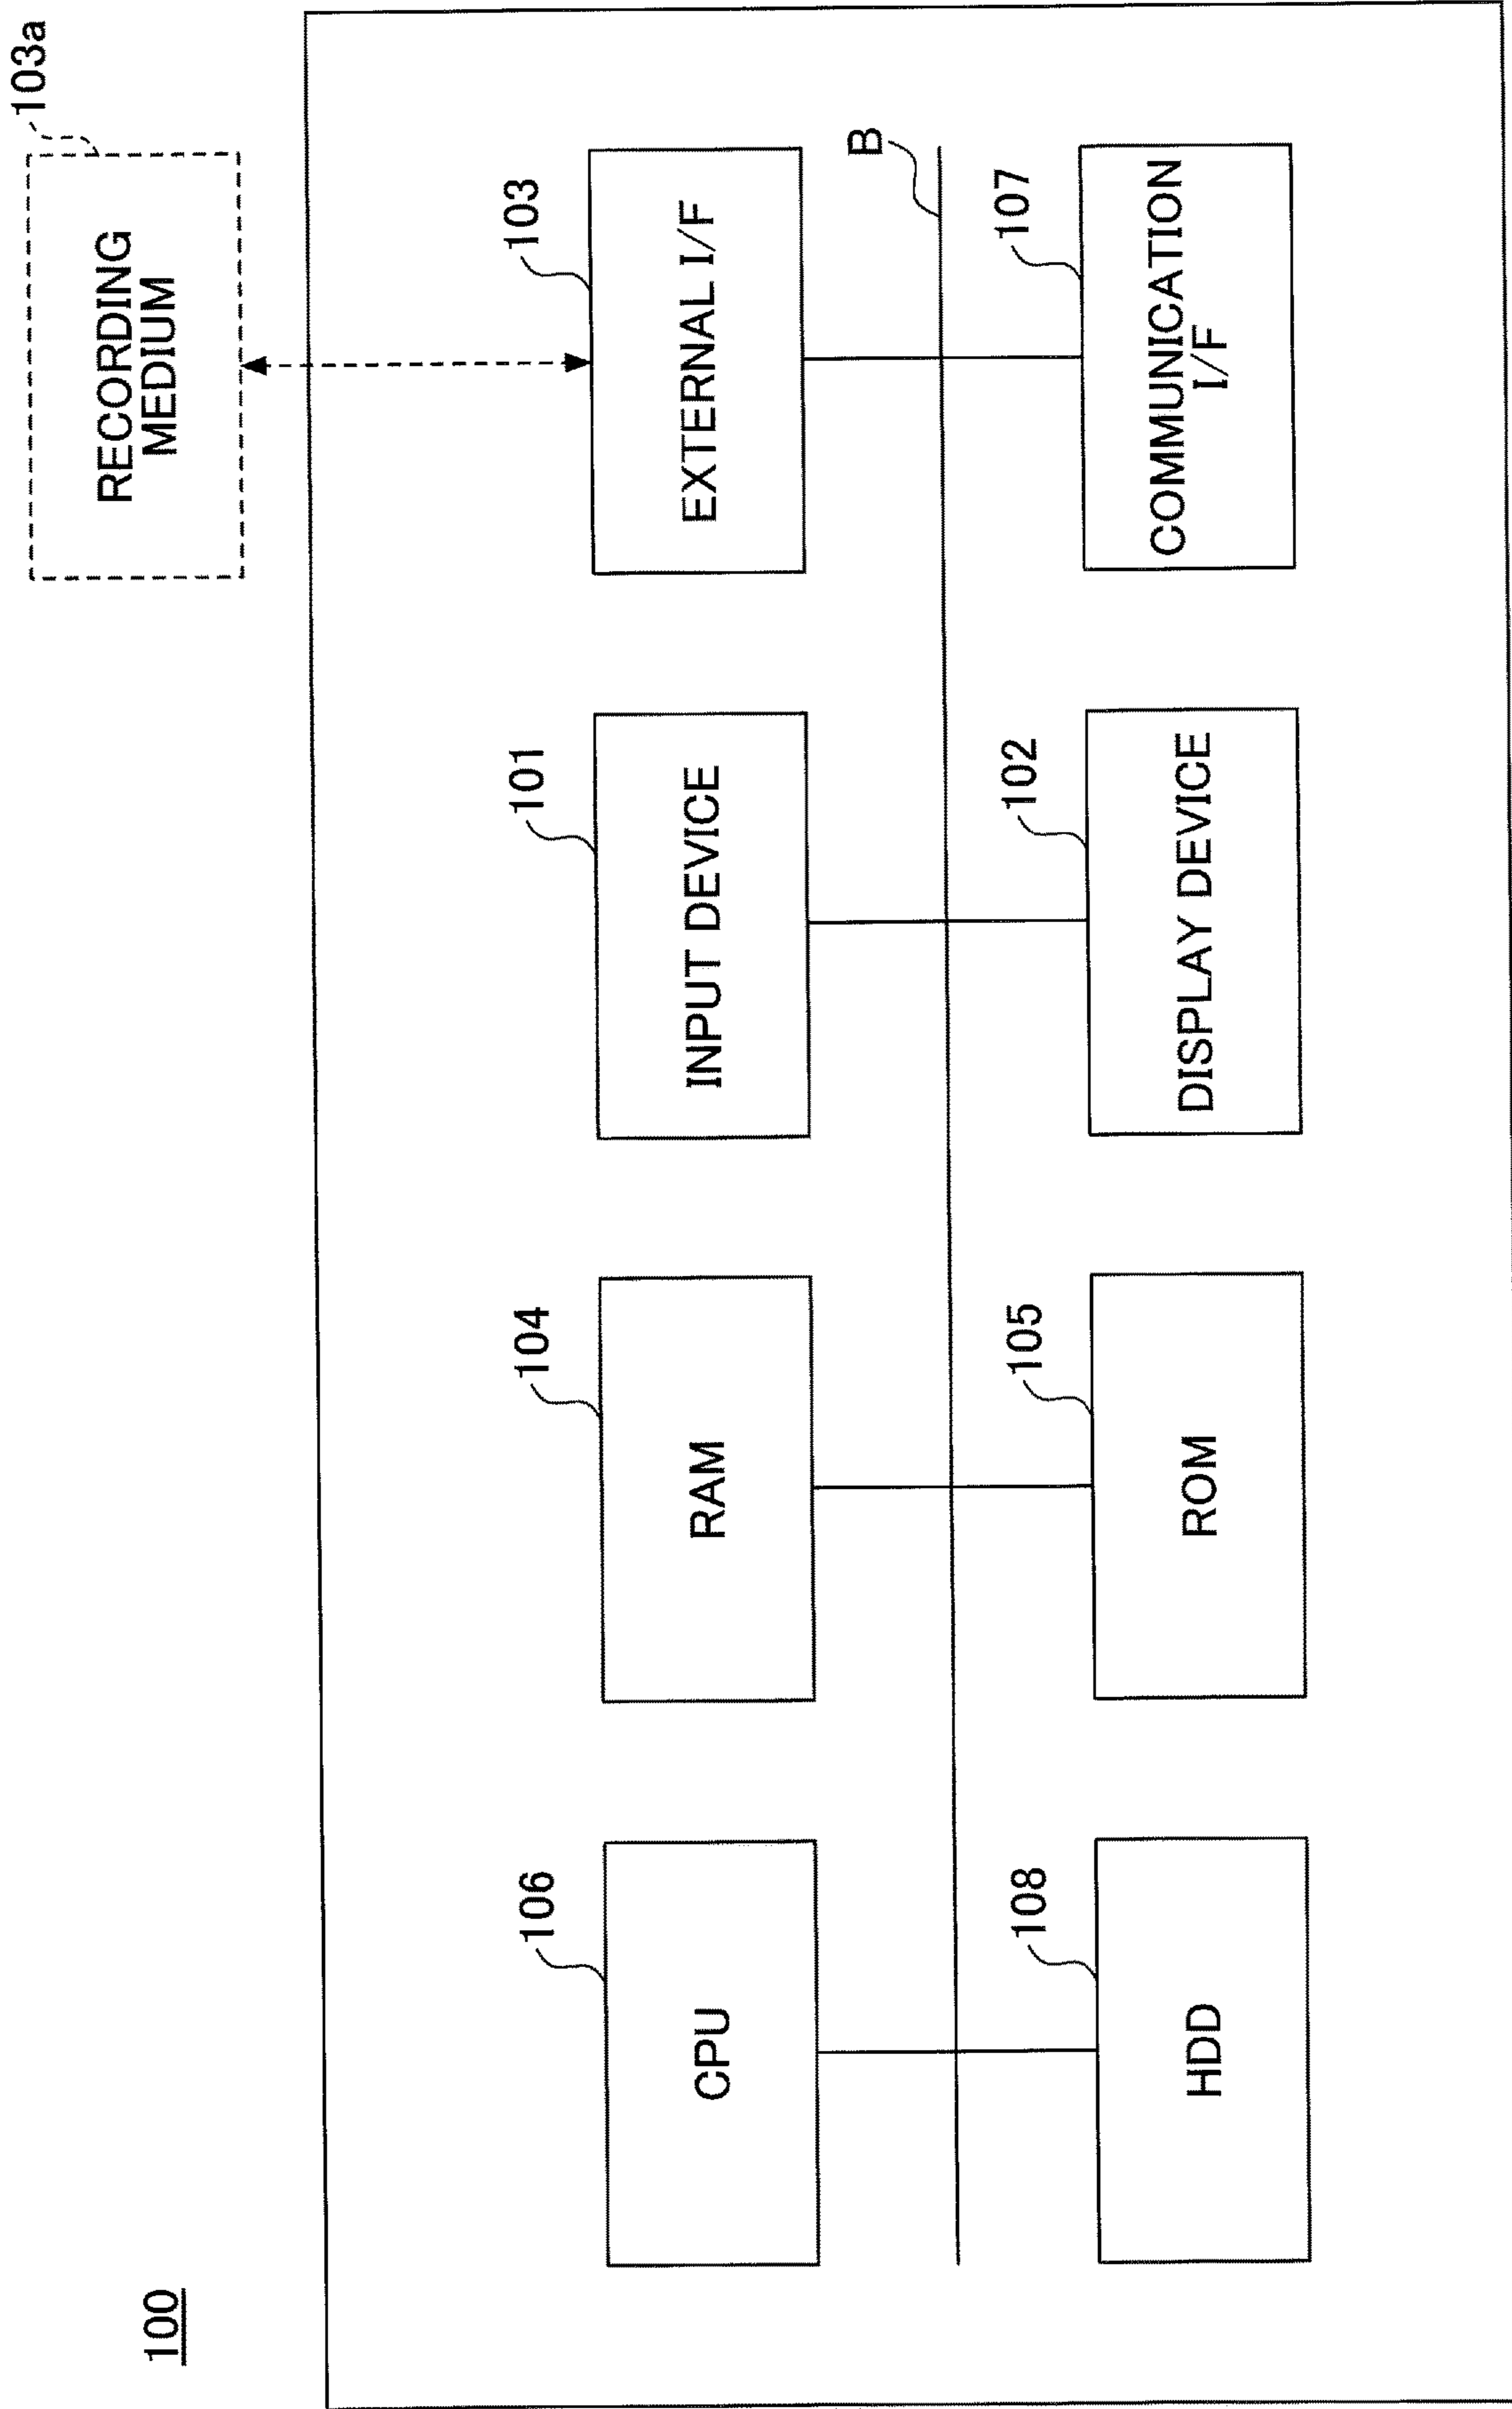 100
103a
RECORDING
MEDIUM
106
CPU
104
RAM
101
INPUT DEVICE
103
EXTERNAL I/F
B
108
HDD
105
ROM
102
DISPLAY DEVICE
107
COMMUNICATION
I/F